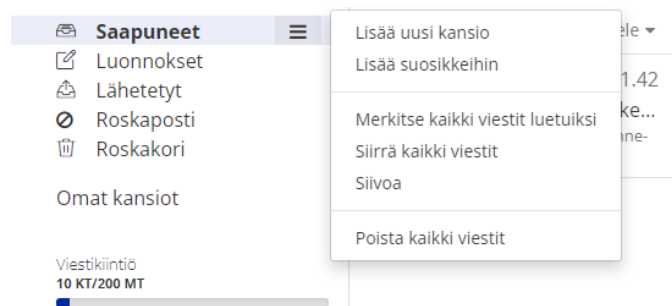 Saapuneet
Luonnokset
Lähetetyt
Roskaposti
Roskakori
Omat kansiot
Viestikiintiö
10 KT/200 MT
Lisää uusi kansio
Lisää suosikkeihin
Merkitse kaikki viestit luetuiksi
Siirrä kaikki viestit
Siivoa
Poista kaikki viestit